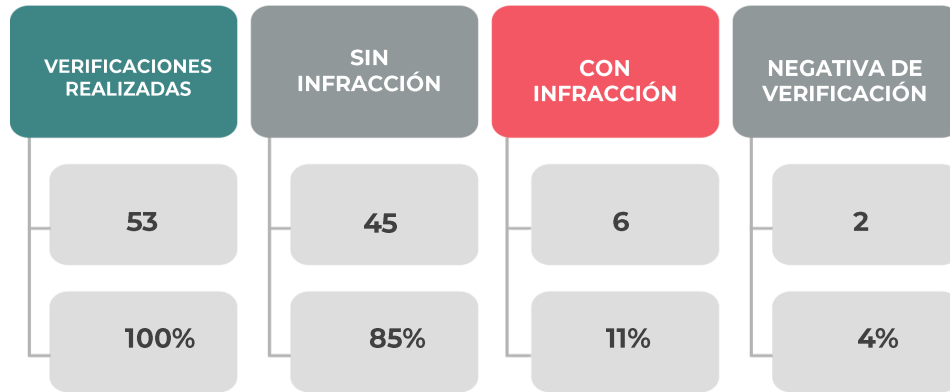 VERIFICACIONES
REALIZADAS
SIN
INFRACCIÓN
CON
INFRACCIÓN
NEGATIVA DE
VERIFICACIÓN
53
45
6
2
100%
85%
11%
4%